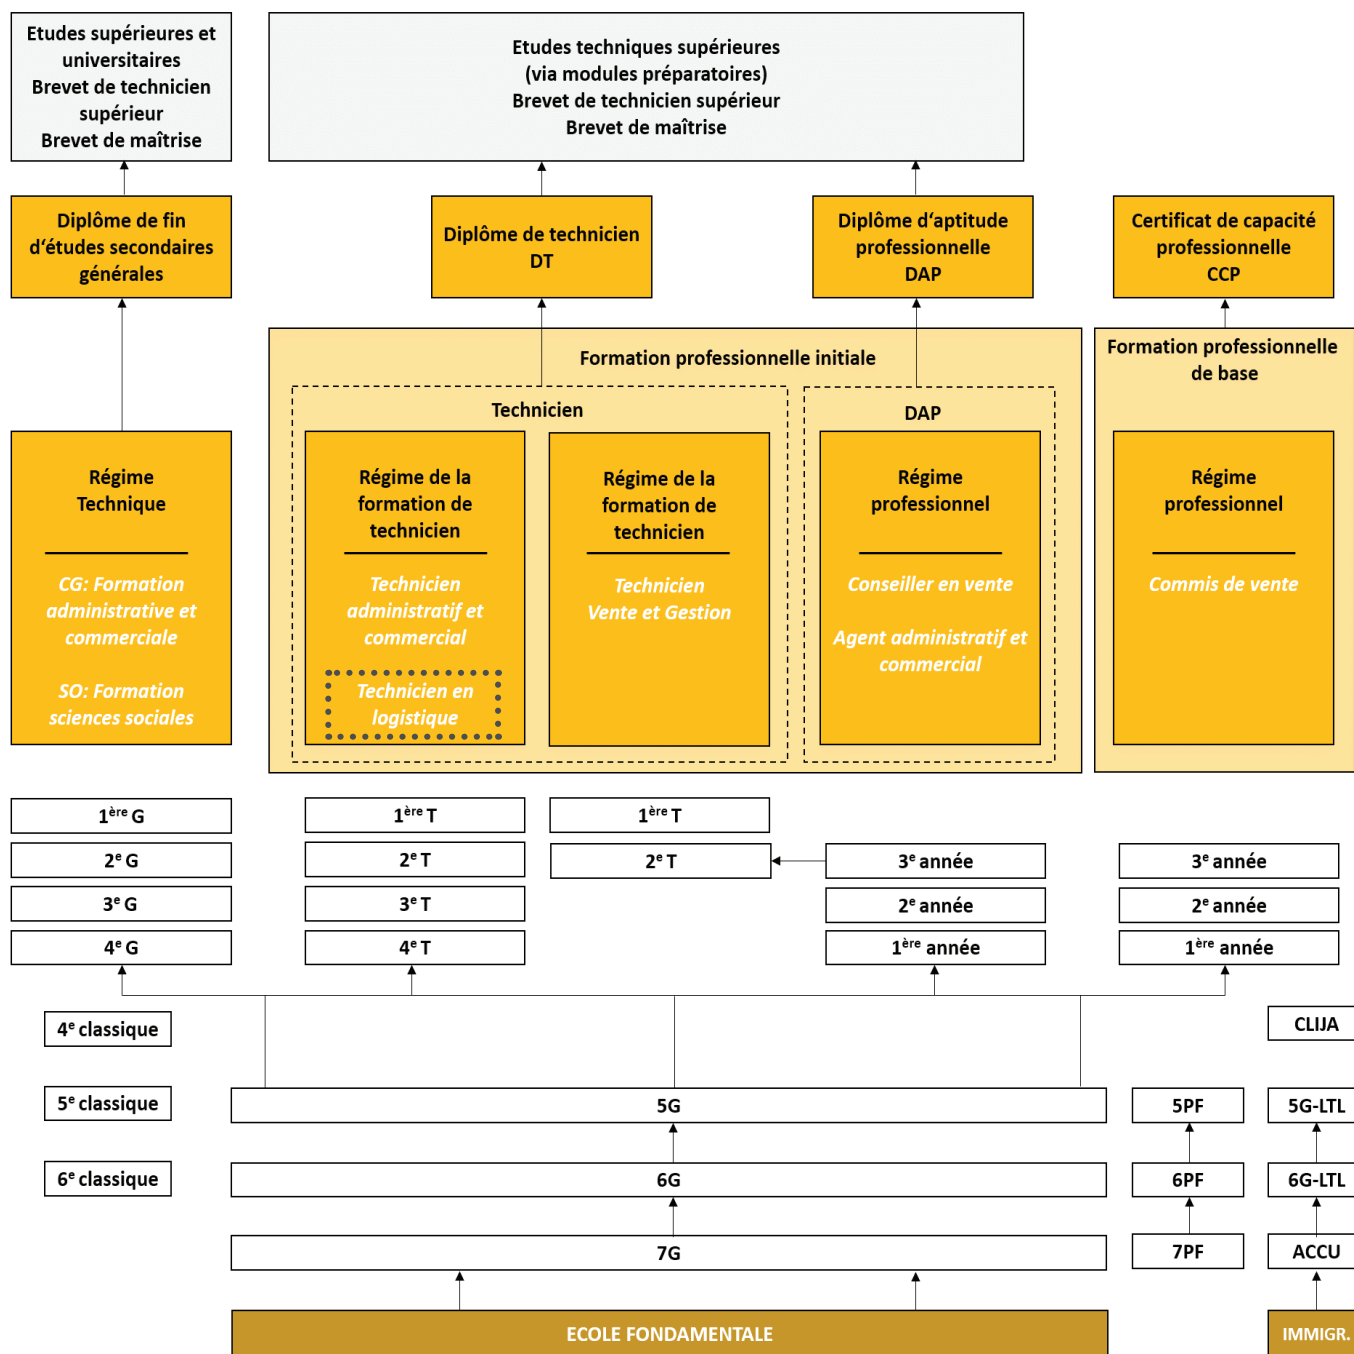 Etudes supérieures et
universitaires
Brevet de technicien
supérieur
Brevet de maîtrise
Etudes techniques supérieures
(via modules préparatoires)
Brevet de technicien supérieur
Brevet de maîtrise
Diplôme de fin
d‘études secondaires
générales
Diplôme de technicien
DT
Diplôme d‘aptitude
professionnelle
DAP
Certificat de capacité
professionnelle
CCP
Formation professionnelle initiale
Formation professionnelle
de base
Technicien
DAP
Régime
Technique
CG: Formation
administrative et
commerciale
SO: Formation
sciences sociales
Régime de la
formation de
technicien
Technicien
administratif et
commercial
Technicien en
logistique
Régime de la
formation de
technicien
Technicien
Vente et Gestion
Régime
professionnel
Conseiller en vente
Agent administratif et
commercial
Régime
professionnel
Commis de vente
1ère G
1ère T
1ère T
2e G
2e T
2e T
3e année
3e année
3e G
3e T
2e année
2e année
4e G
4e T
1ère année
1ère année
4e classique
CLIJA
5e classique
5G
5PF
5G-LTL
6e classique
6G
6PF
6G-LTL
7G
7PF
ACCU
ECOLE FONDAMENTALE
IMMIGR.